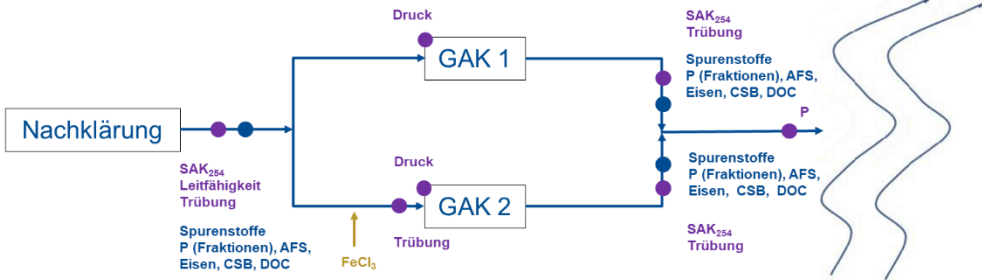 Druck
GAK 1
SAK254
Trübung
Spurenstoffe
P (Fraktionen), AFS,
Eisen, CSB, DOC
Nachklärung
P
SAK254
Leitfähigkeit
Trübung
Spurenstoffe
P (Fraktionen), AFS,
Eisen, CSB, DOC
FeCl3
Druck
GAK 2
Trübung
Spurenstoffe
P (Fraktionen), AFS,
Eisen, CSB, DOC
SAK254
Trübung